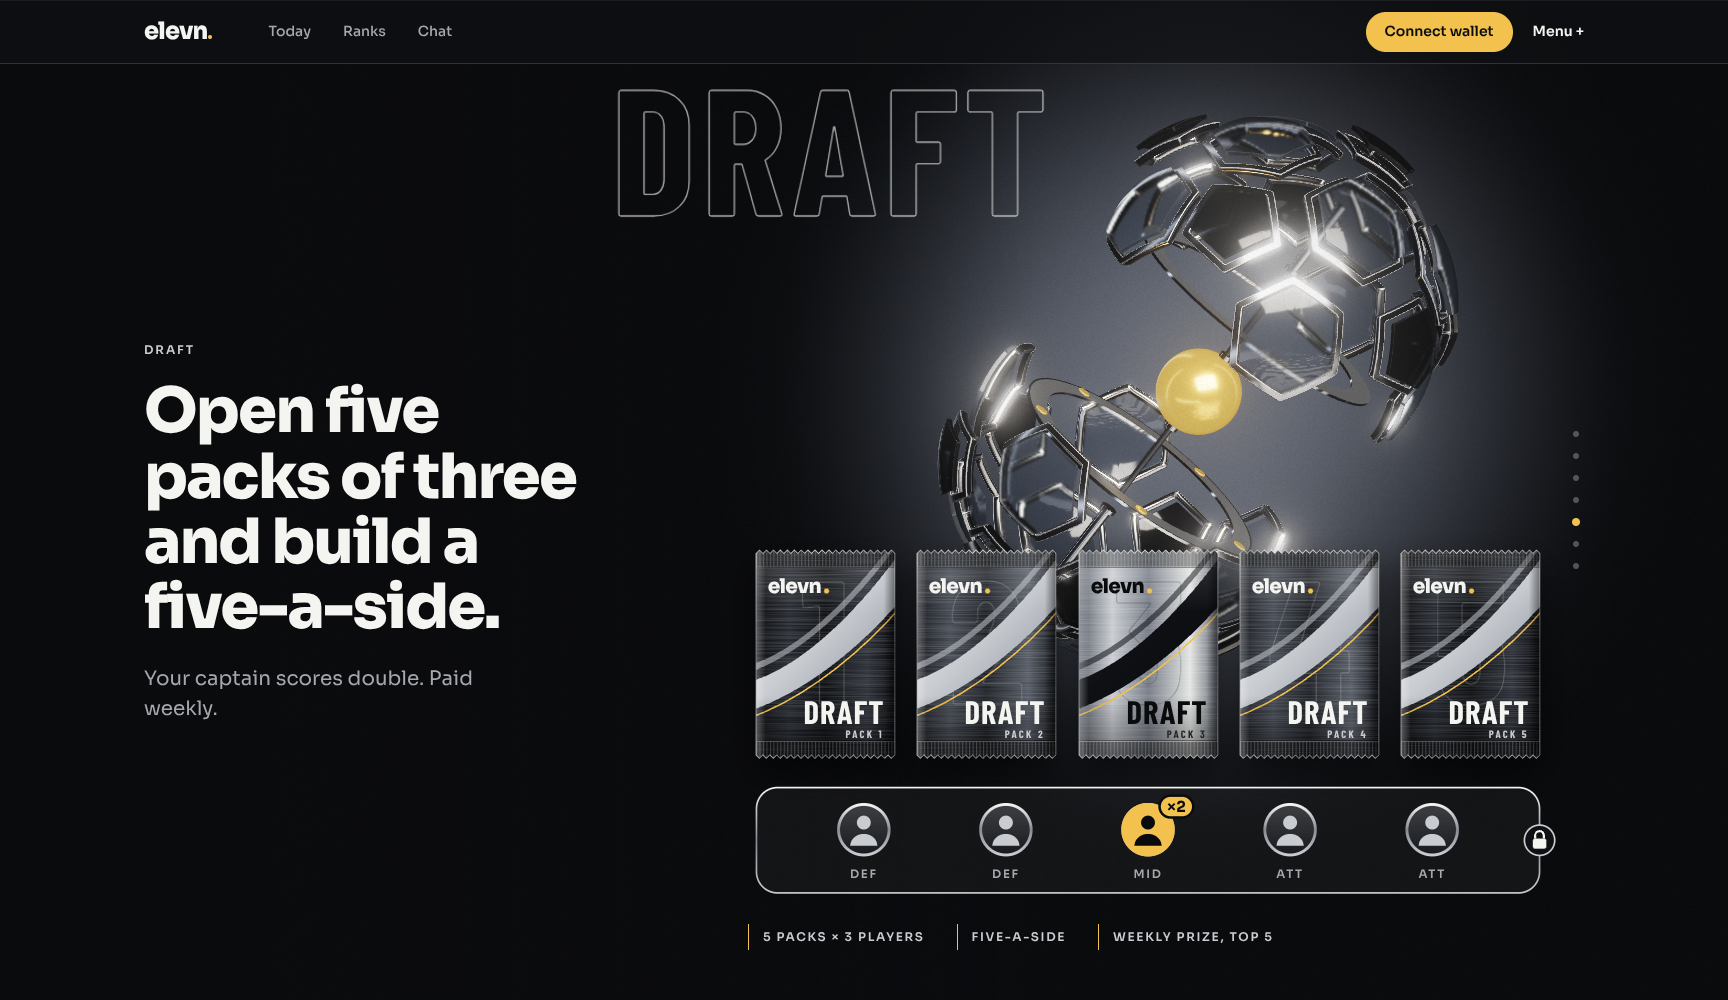 elevn.
Today
Ranks
Chat
Connect wallet
Menu +
DRAFT
DRAFT
Open five
packs of three
and build a
five-a-side.
Your captain scores double. Paid
weekly.
elevn.
DRAFT
PACK 1
elevn.
DRAFT
PACK 2
elevn.
DRAFT
PACK 3
elevn.
DRAFT
PACK 4
elevn.
DRAFT
PACK 5
×2
DEF
DEF
MID
ATT
ATT
5 PACKS × 3 PLAYERS
FIVE-A-SIDE
WEEKLY PRIZE, TOP 5